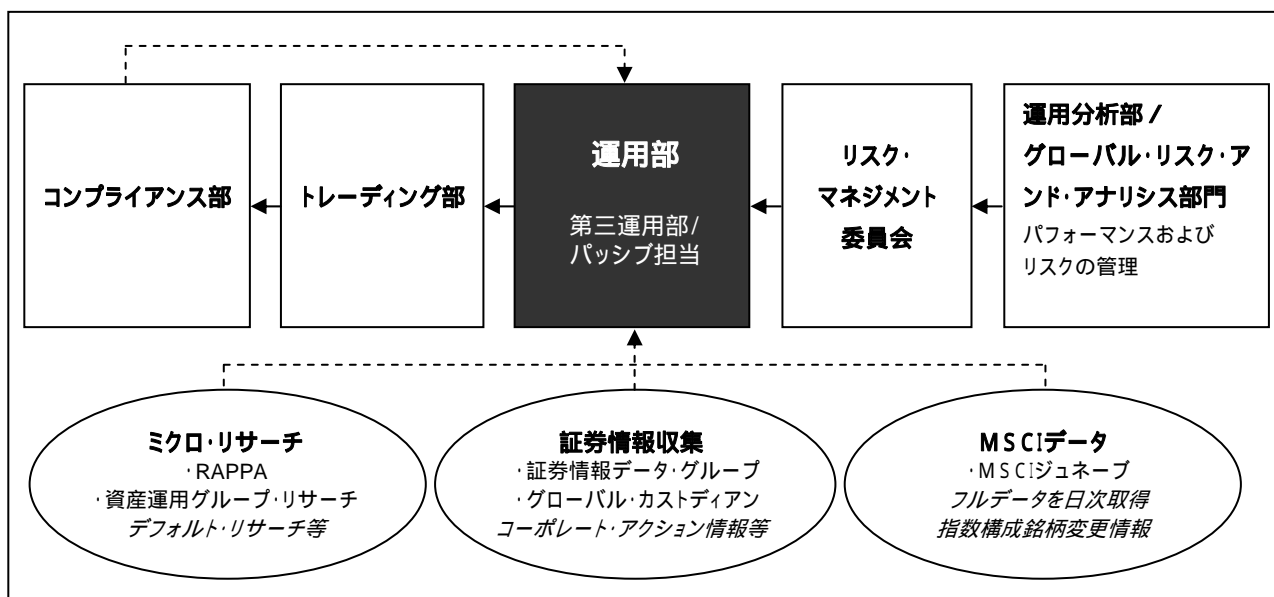 コンプライアンス部
トレーディング部
運用部
第三運用部/
パッシブ担当
リスク・
マネジメント
委員会
運用分析部/
グローバル・リスク・ア
ンド・アナリシス部門
パフォーマンスおよび
リスクの管理
ミクロ・リサーチ
・RAPPA
・資産運用グループ・リサーチ
デフォルト・リサーチ等
証券情報収集
・証券情報データ・グループ
・グローバル・カストディアン
コーポレート・アクション情報等
MSCIデータ
・MSCIジュネーブ
フルデータを日次取得
指数構成銘柄変更情報